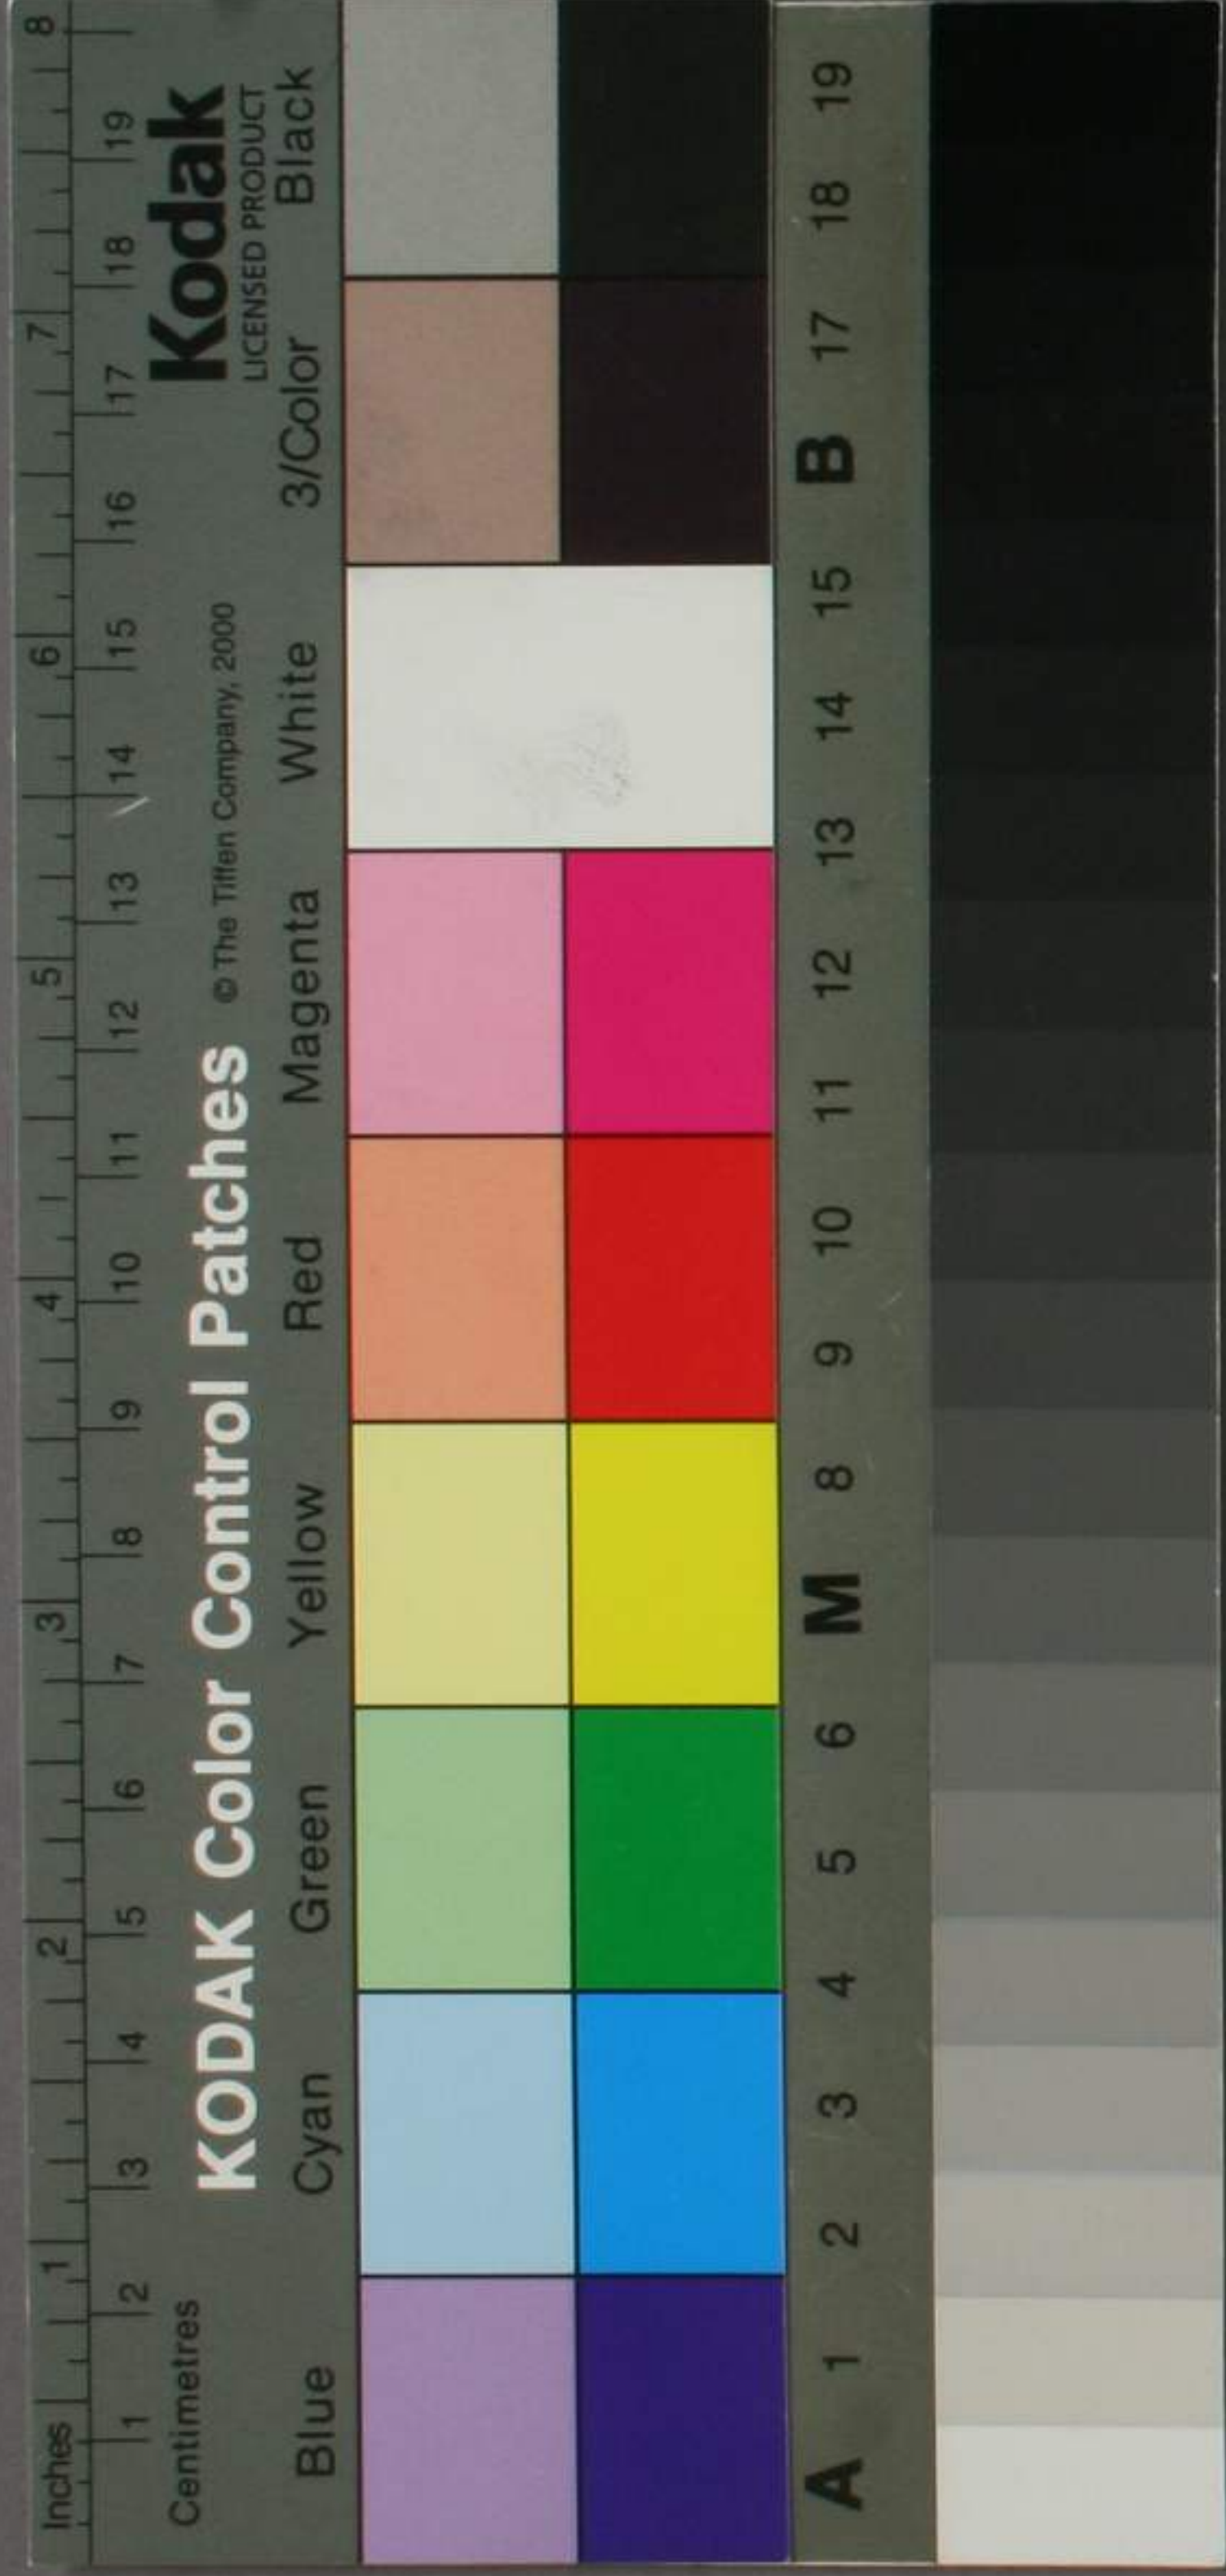 Inches 1 2 3 4 5 6 7 8
1 2 3 4 5 6 7 8 9 10 11 12 13 14 15 16 17 18 19
Centimetres
KODAK Color Control Patches © The Tiffen Company, 2000
Kodak
LICENSED PRODUCT
Blue Cyan Green Yellow Red Magenta White 3/Color Black
A 1 2 3 4 5 6 M 8 9 10 11 12 13 14 15 B 17 18 19